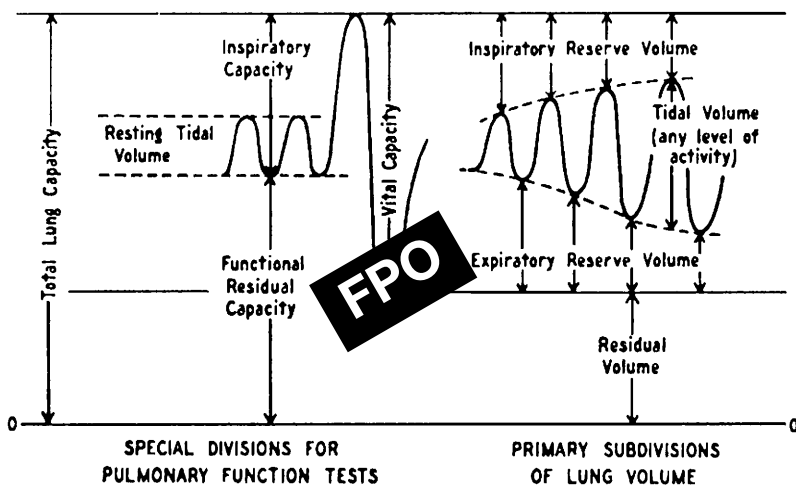 Total Lung Capacity
Inspiratory
Capacity
Resting Tidal
Volume
Functional
Residual
Capacity
Vital Capacity
FPO
Inspiratory Reserve Volume
Tidal Volume
(any level of
activity)
Expiratory Reserve Volume
Residual
Volume
0
0
SPECIAL DIVISIONS FOR
PULMONARY FUNCTION TESTS
PRIMARY SUBDIVISIONS
OF LUNG VOLUME